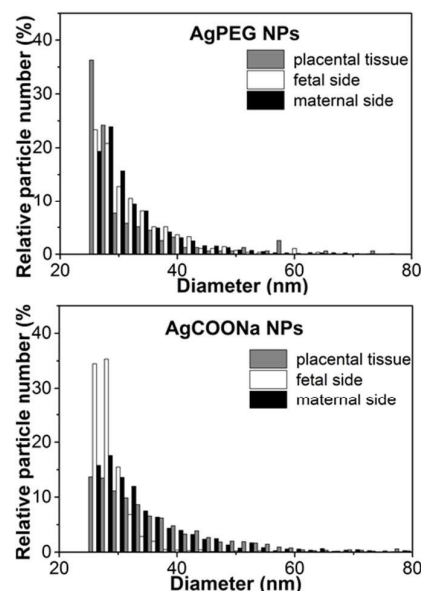 AgPEG NPs
placental tissue
fetal side
maternal side
Relative particle number (%)
40
30
20
10
0
20 40 60 80
Diameter (nm)
AgCOONa NPs
placental tissue
fetal side
maternal side
Relative particle number (%
40
30
20
10
0
20 40 60 80
Diameter (nm)